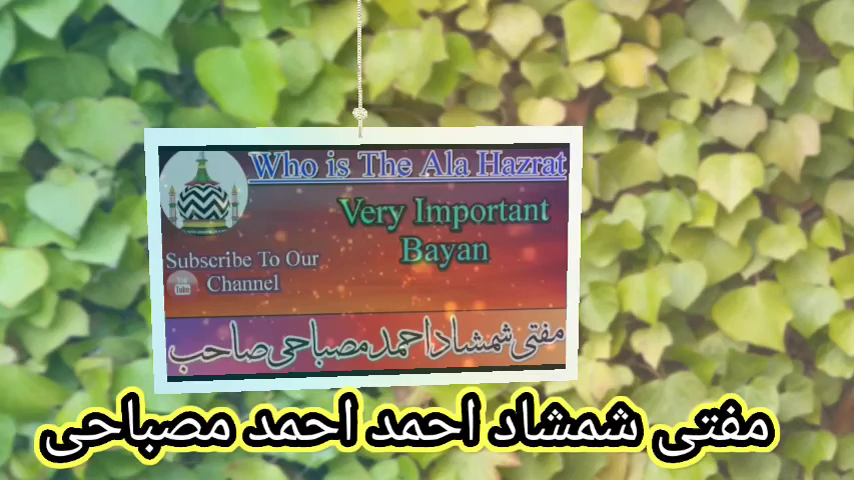 Who is The Ala Hazrat
Very Important
Bayan
Subscribe To Our
Channel
مفتی شمشاد احمد مصباحی صاحب
مفتی شمشاد احمد احمد مصباحی